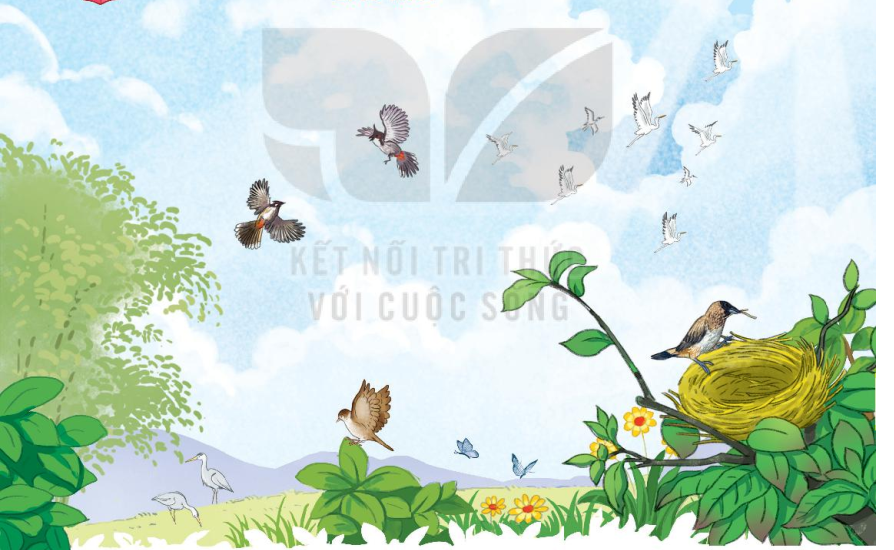 KẾT NỐI TRI THỨC
VỚI CUỘC SỐNG